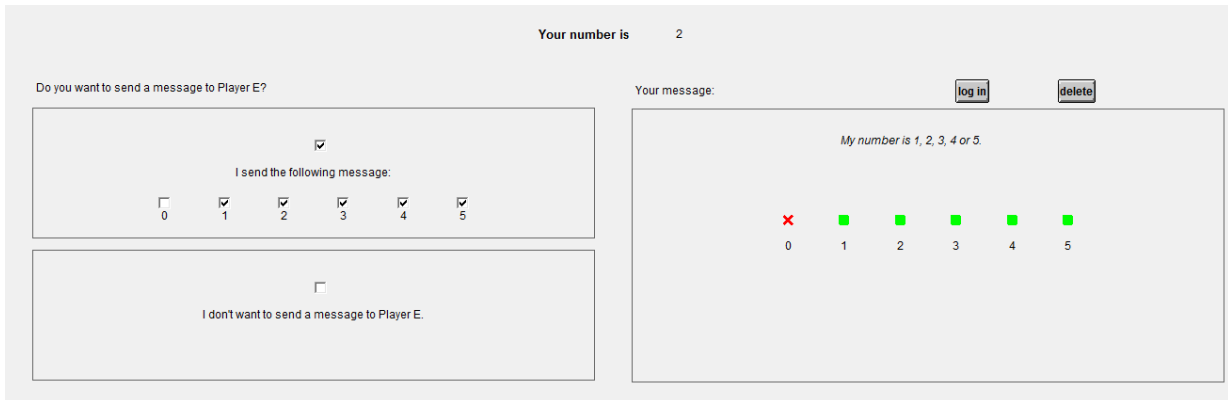 Your number is 2
Do you want to send a message to Player E?
I send the following message:
0 1 2 3 4 5
I don't want to send a message to Player E.
Your message: log in delete
My number is 1, 2, 3, 4 or 5.
0 1 2 3 4 5